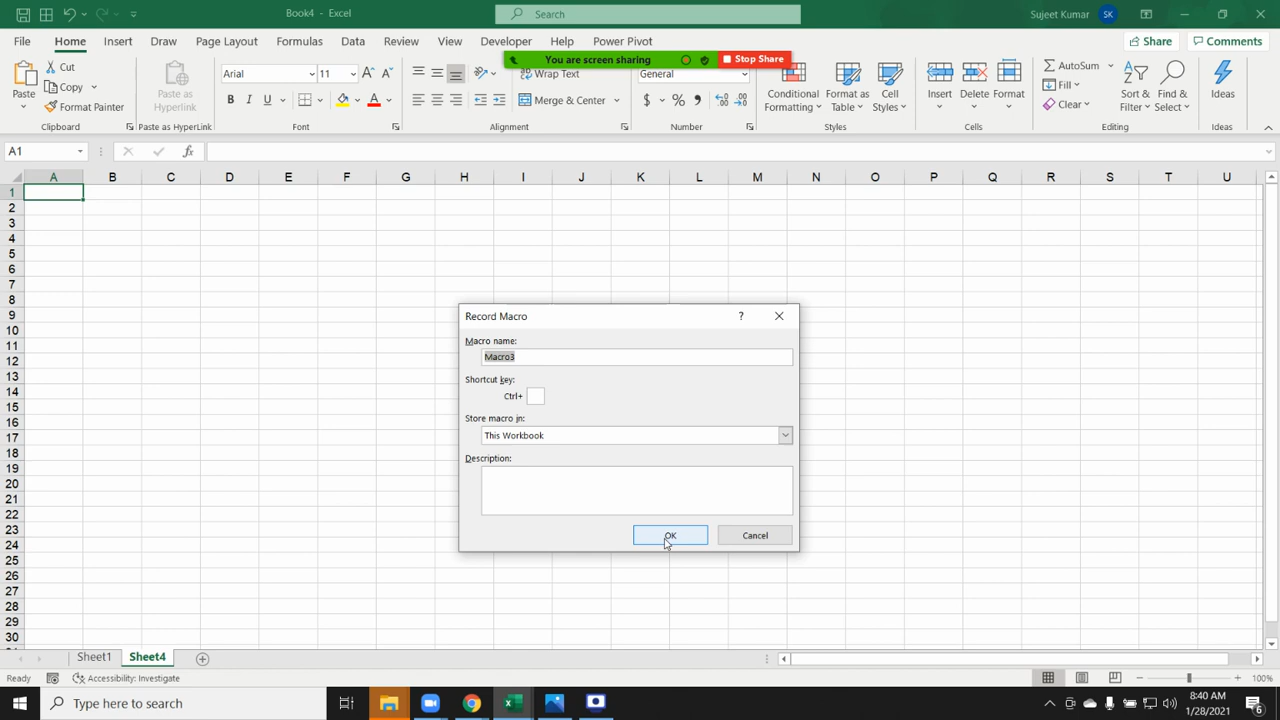 Book4 - Excel
Search
Sujeet Kumar
SK
File Home Insert Draw Page Layout Formulas Data Review View Developer Help Power Pivot
Share Comments
You are screen sharing
Stop Share
Paste
Cut
Copy
Format Painter
Clipboard
Paste as Hyperlink
Paste as HyperLink
Arial 11 A A
B I U A
Font
Wrap Text
Merge & Center
Alignment
General
$ % ,
Number
Conditional Formatting
Format as Table
Cell Styles
Styles
Insert Delete Format
Cells
AutoSum
Fill
Clear
Sort & Filter
Find & Select
Editing
Ideas
Ideas
A1
fx
A B C D E F G H I J K L M N O P Q R S T U
1
2
3
4
5
6
7
8
9
10
11
12
13
14
15
16
17
18
19
20
21
22
23
24
25
26
27
28
29
30
Record Macro
?
Macro name:
Macro3
Shortcut key:
Ctrl+
Store macro in:
This Workbook
Description:
OK Cancel
Sheet1 Sheet4
Ready
Accessibility: Investigate
100%
Type here to search
8:40 AM
1/28/2021
6